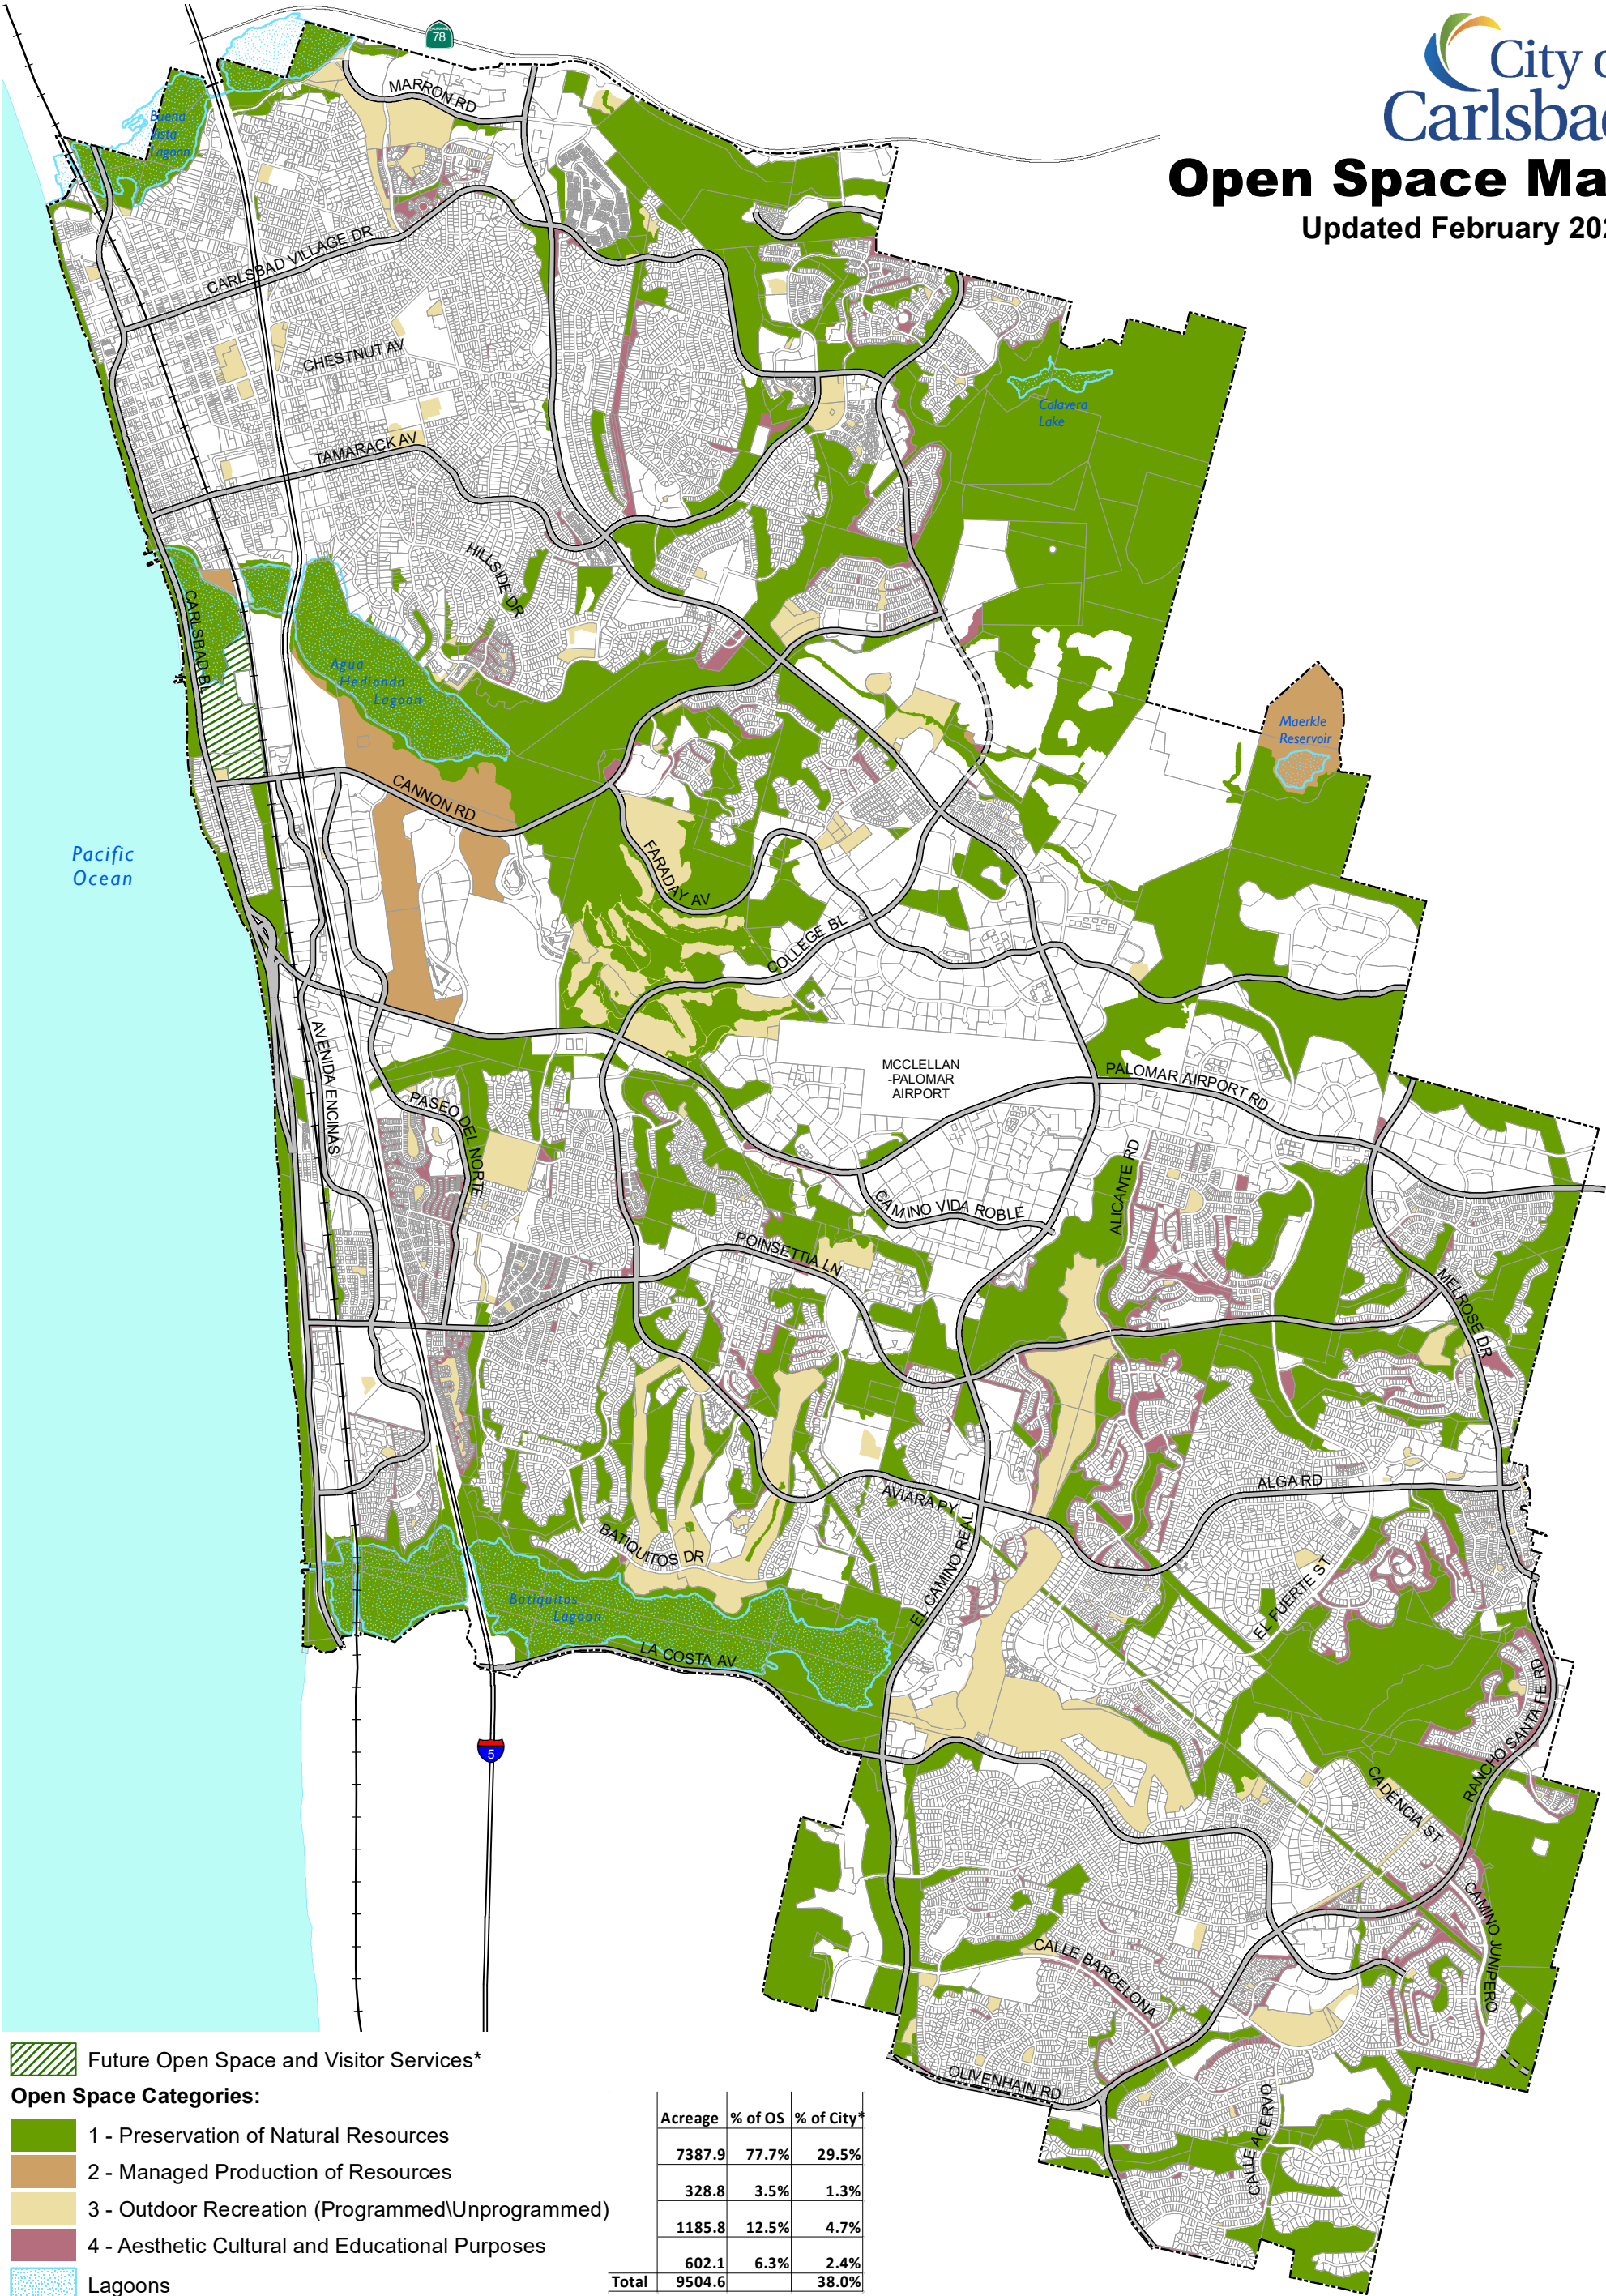 78
City o
Carlsba
Open Space Ma
Updated February 20
MARRON RD
Buena
Vista
Lagoon
CARLSBAD VILLAGE DR
CHESTNUT AV
Calavera
Lake
TAMARACK AV
HILLSIDE DR
CARLSBAD BL
Agua
Hedionda
Lagoon
Maerkle
Reservoir
CANNON RD
Pacific
Ocean
FARADAY AV
COLLEGE BL
AVENIDA ENCINAS
MCCLELLAN
-PALOMAR
AIRPORT
PALOMAR AIRPORT RD
PASEO DEL NORTE
ALICANTE RD
CAMINO VIDA ROBLE
POINSETTIA LN
MELROSE DR
ALGA RD
AVIARA PY
BATIQUITOS DR
EL CAMINO REAL
EL FUERTE ST
Batiquitos
Lagoon
LA COSTA AV
RANCHO SANTA FE RD
5
CADENCIA ST
CAMINO JUNIPERO
CALLE BARCELONA
OLIVENHAIN RD
CALLE ACERVO
Future Open Space and Visitor Services*
Open Space Categories:
Acreage % of OS % of City*
1 - Preservation of Natural Resources 7387.9 77.7% 29.5%
2 - Managed Production of Resources 328.8 3.5% 1.3%
3 - Outdoor Recreation (Programmed\Unprogrammed) 1185.8 12.5% 4.7%
4 - Aesthetic Cultural and Educational Purposes 602.1 6.3% 2.4%
Lagoons
Total 9504.6 38.0%